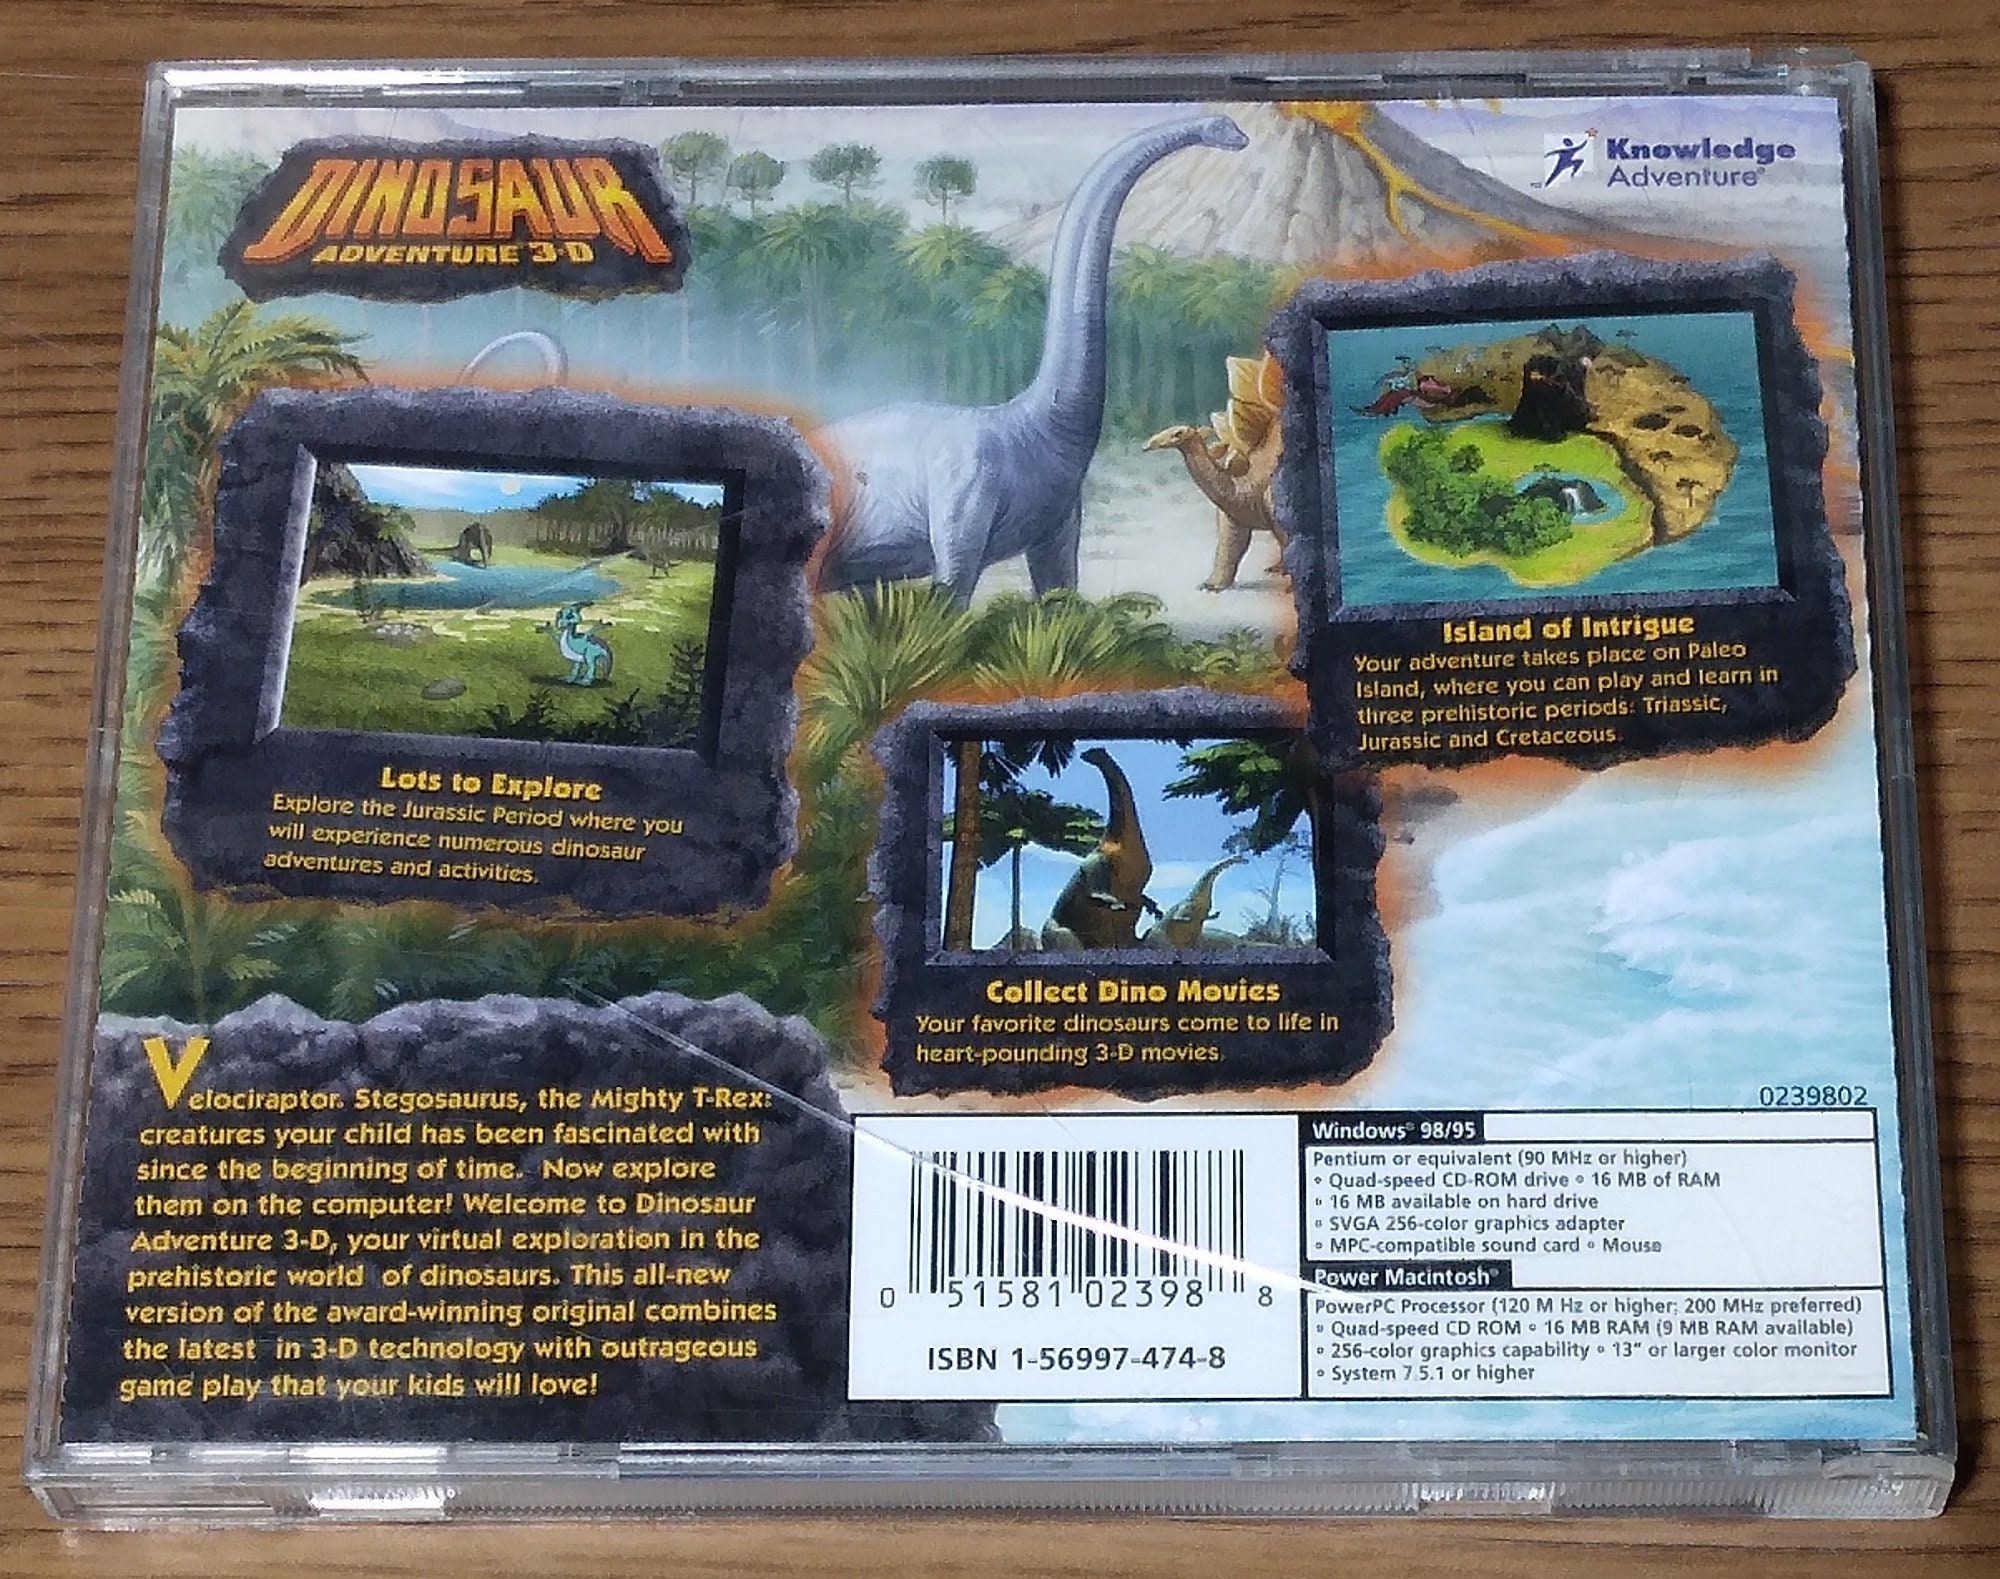 DINOSAUR
ADVENTURE 3-D
Knowledge
Adventure®
Island of Intrigue
Your adventure takes place on Paleo
Island, where you can play and learn in
three prehistoric periods: Triassic,
Jurassic and Cretaceous.
Lots to Explore
Explore the Jurassic Period where you
will experience numerous dinosaur
adventures and activities.
Collect Dino Movies
Your favorite dinosaurs come to life in
heart-pounding 3-D movies.
Velociraptor. Stegosaurus, the Mighty T-Rex:
creatures your child has been fascinated with
since the beginning of time. Now explore
them on the computer! Welcome to Dinosaur
Adventure 3-D, your virtual exploration in the
prehistoric world of dinosaurs. This all-new
version of the award-winning original combines
the latest in 3-D technology with outrageous
game play that your kids will love!
0 51581 02398 8
ISBN 1-56997-474-8
0239802
Windows® 98/95
Pentium or equivalent (90 MHz or higher)
• Quad-speed CD-ROM drive • 16 MB of RAM
• 16 MB available on hard drive
• SVGA 256-color graphics adapter
• MPC-compatible sound card • Mouse
Power Macintosh®
PowerPC Processor (120 M Hz or higher; 200 MHz preferred)
• Quad-speed CD ROM • 16 MB RAM (9 MB RAM available)
• 256-color graphics capability • 13" or larger color monitor
• System 7.5.1 or higher